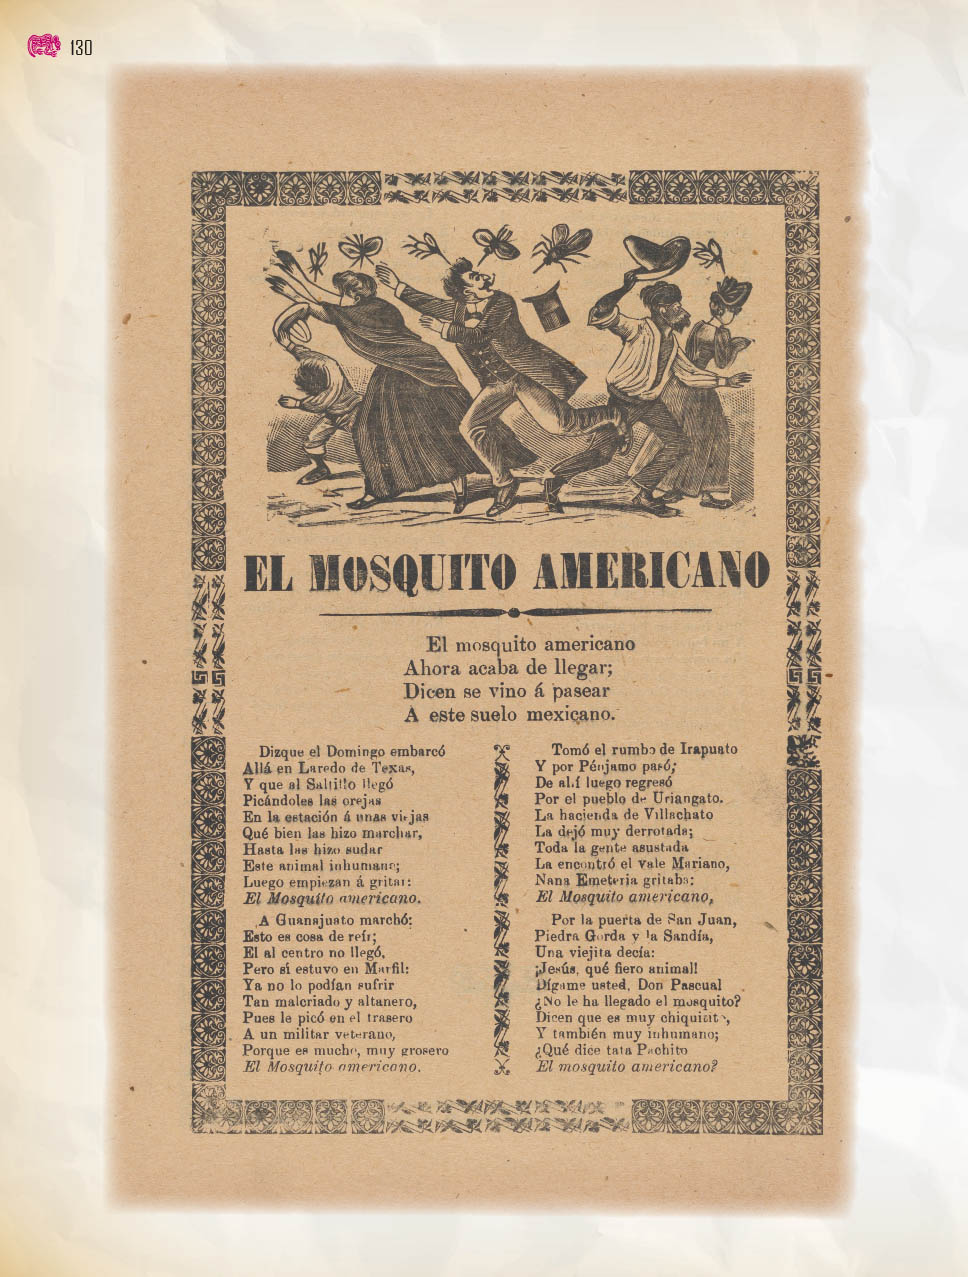 130
EL MOSQUITO AMERICANO
El mosquito americano
Ahora acaba de llegar;
Dicen se vino á pasear
A este suelo mexicano.
Dizque el Domingo embarcó
Allá en Laredo de Texas,
Y que al Saltillo llegó
Picándoles las orejas
En la estación á unas viejas
Qué bien las hizo marchar,
Hasta las hizo sudar
Este animal inhumano;
Luego empiezan á gritar:
El Mosquito americano.
A Guanajuato marchó:
Esto es cosa de reír;
El al centro no llegó,
Pero sí estuvo en Marfil:
Ya no lo podían sufrir
Tan malcriado y altanero,
Pues le picó en el trasero
A un militar veterano,
Porque es mucho, muy grosero
El Mosquito americano.
Tomó el rumbo de Irapuato
Y por Pénjamo pasó;
De allí luego regresó
Por el pueblo de Uriangato.
La hacienda de Villachato
La dejó muy derrotada;
Toda la gente asustada
La encontró el vale Mariano,
Nana Emeteria gritaba:
El Mosquito americano,
Por la puerta de San Juan,
Piedra Gorda y la Sandía,
Una viejita decía:
¡Jesús, qué fiero animal!
Dígame usted, Don Pascual
¿No le ha llegado el mosquito?
Dicen que es muy chiquitito,
Y también muy inhumano;
¿Qué dice tata Pachito
El mosquito americano?